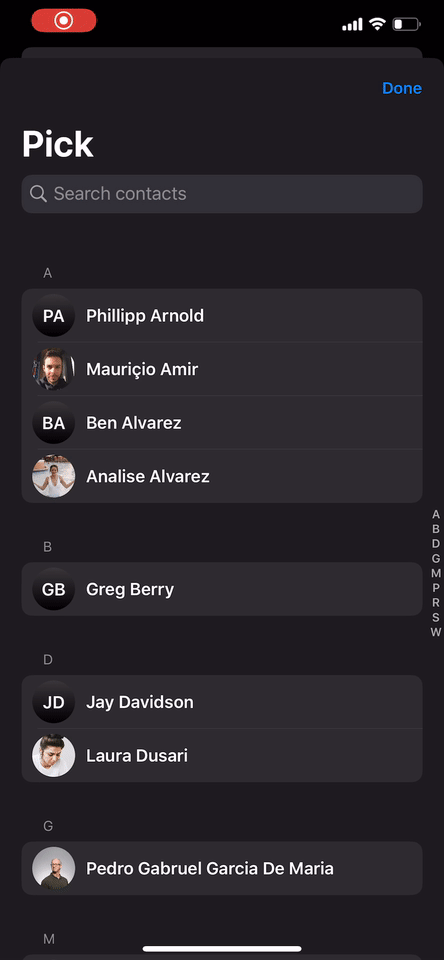 Done
Pick
Search contacts
A
PA Phillipp Arnold
Mauriçio Amir
BA Ben Alvarez
Analise Alvarez
A
B
D
G
M
P
R
S
W
B
GB Greg Berry
D
JD Jay Davidson
Laura Dusari
G
Pedro Gabruel Garcia De Maria
M